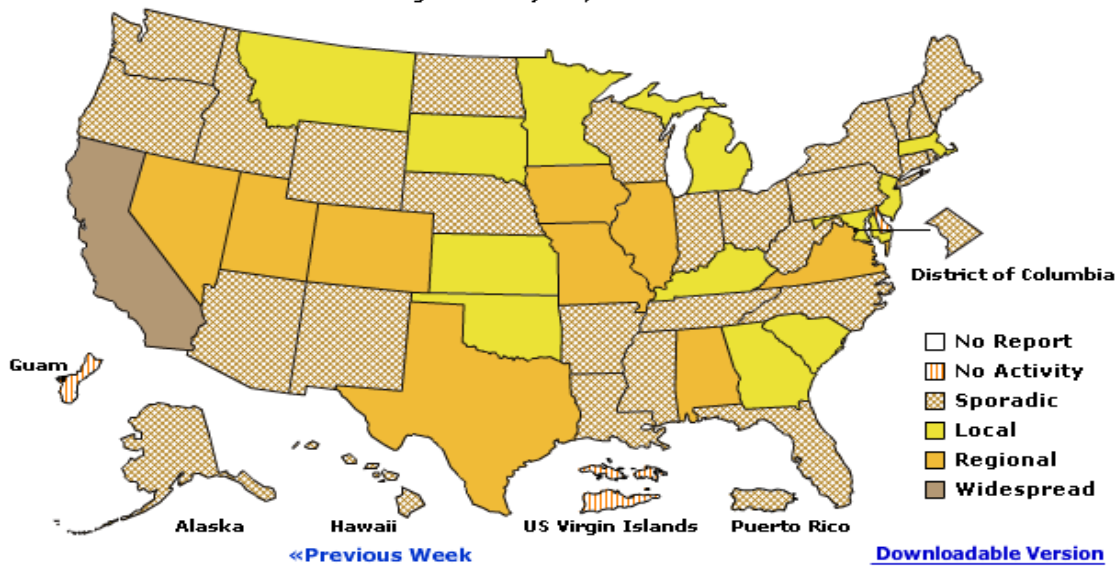 District of Columbia
No Report
No Activity
Guam
Sporadic
Local
Regional
Widespread
Alaska
Hawaii
US Virgin Islands
Puerto Rico
«Previous Week
Downloadable Version